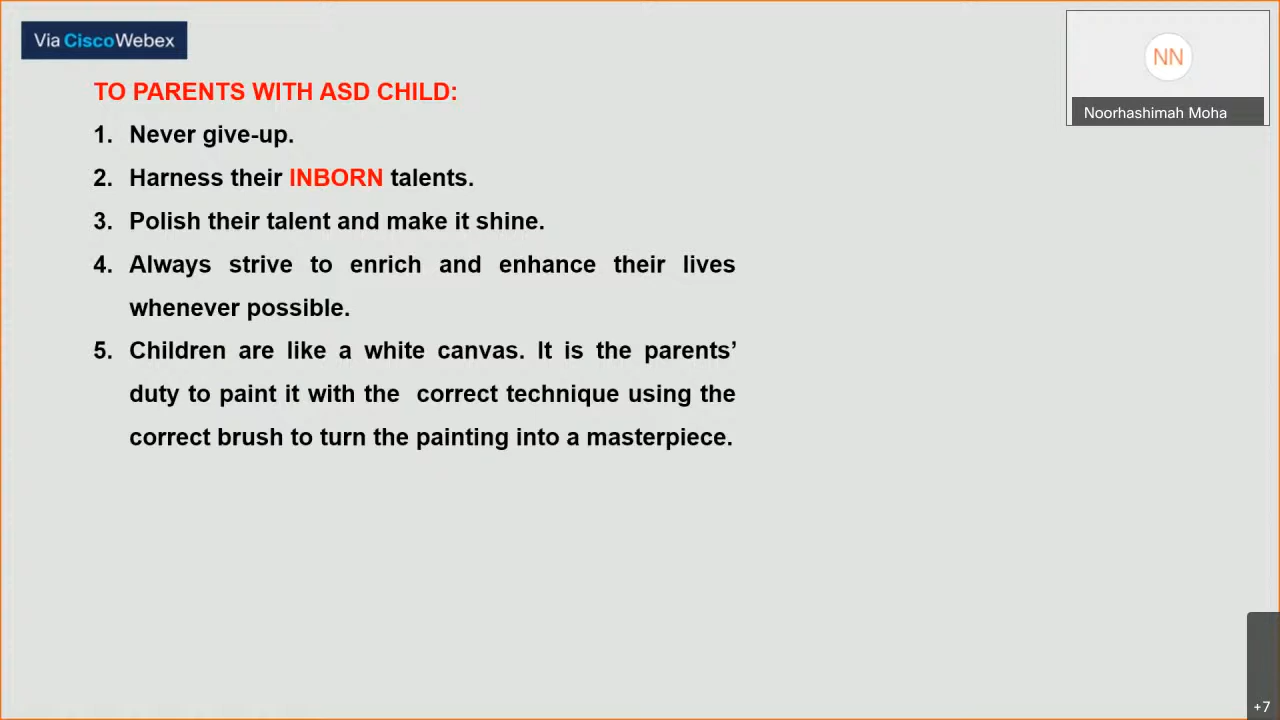 Via CiscoWebex
NN
Noorhashimah Moha
TO PARENTS WITH ASD CHILD:
1. Never give-up.
2. Harness their INBORN talents.
3. Polish their talent and make it shine.
4. Always strive to enrich and enhance their lives
whenever possible.
5. Children are like a white canvas. It is the parents’
duty to paint it with the  correct technique using the
correct brush to turn the painting into a masterpiece.
+7